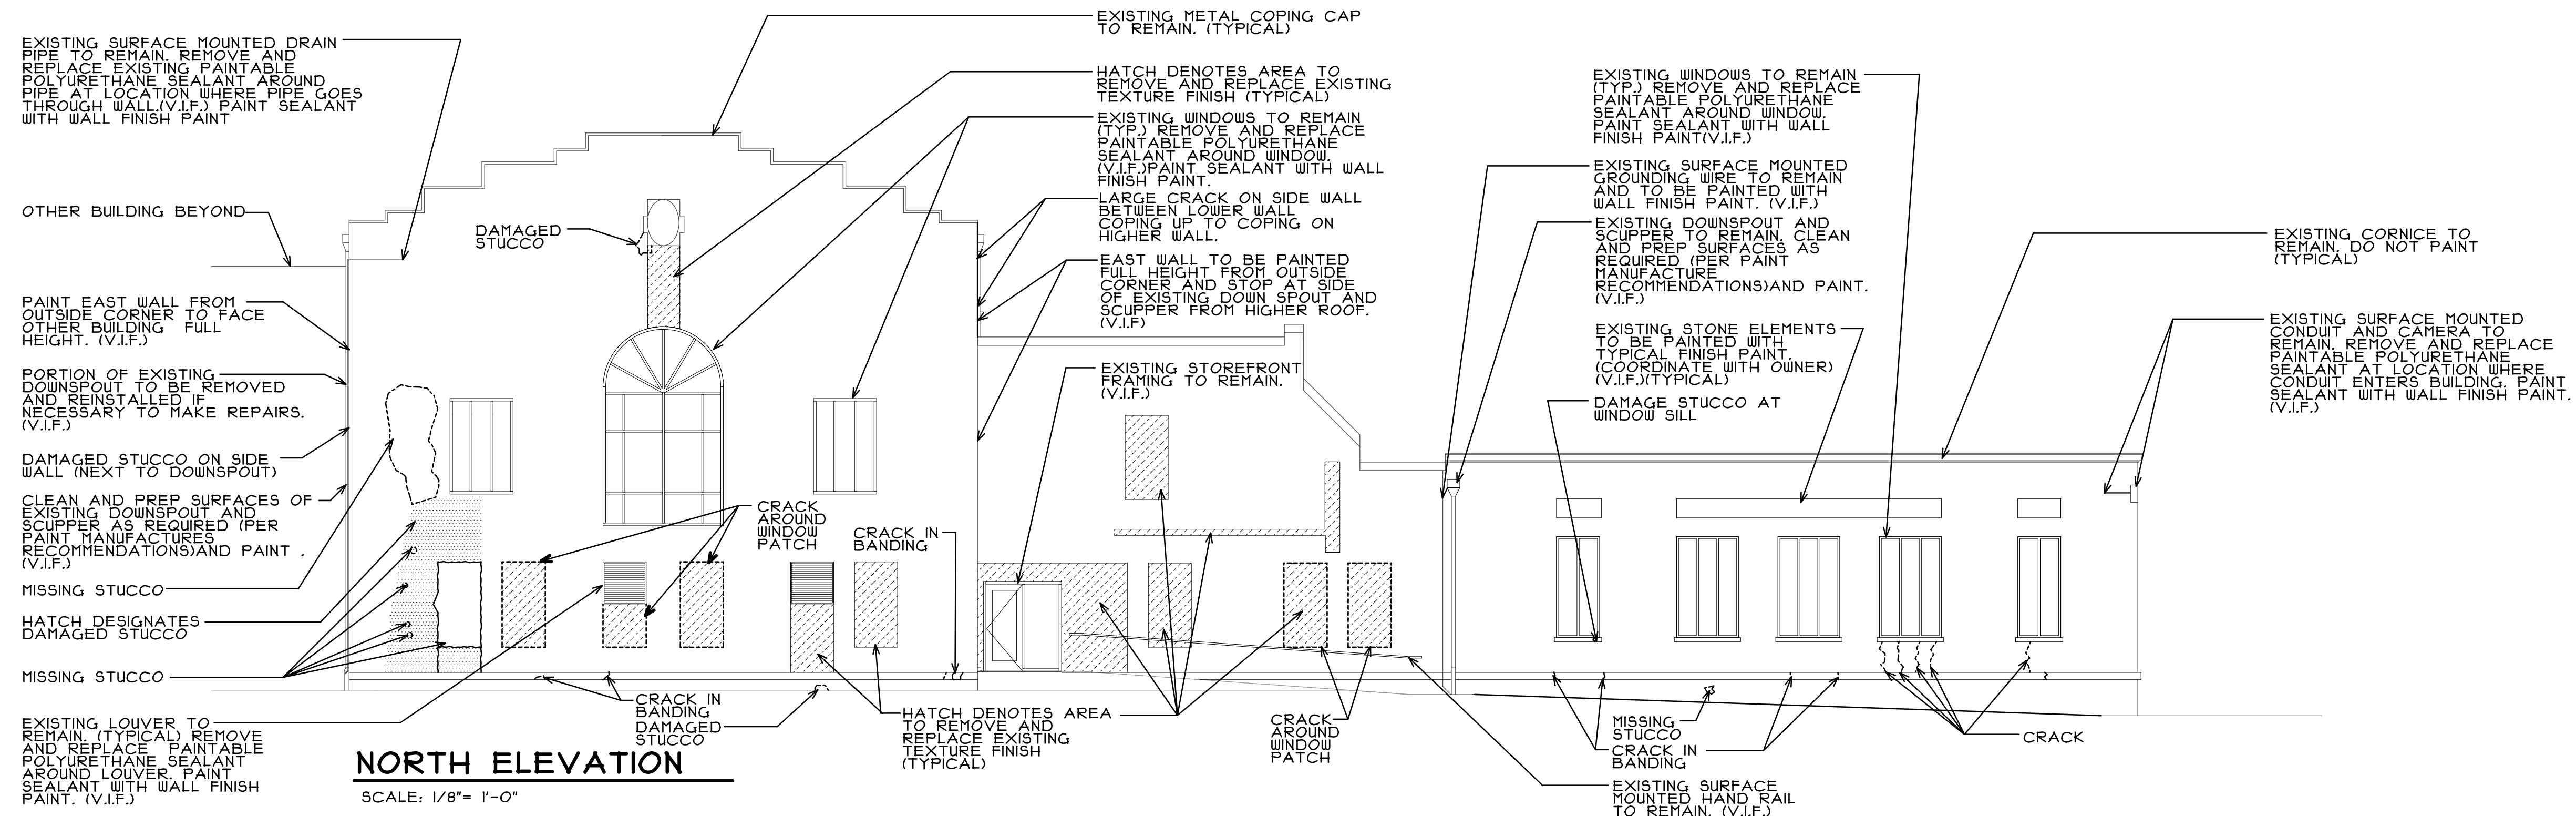 EXISTING SURFACE MOUNTED DRAIN
PIPE TO REMAIN. REMOVE AND
REPLACE EXISTING PAINTABLE
POLYURETHANE SEALANT AROUND
PIPE AT LOCATION WHERE PIPE GOES
THROUGH WALL.(V.I.F.) PAINT SEALANT
WITH WALL FINISH PAINT
OTHER BUILDING BEYOND
PAINT EAST WALL FROM
OUTSIDE CORNER TO FACE
OTHER BUILDING FULL
HEIGHT. (V.I.F.)
PORTION OF EXISTING
DOWNSPOUT TO BE REMOVED
AND REINSTALLED IF
NECESSARY TO MAKE REPAIRS.
(V.I.F.)
DAMAGED STUCCO ON SIDE
WALL (NEXT TO DOWNSPOUT)
CLEAN AND PREP SURFACES OF
EXISTING DOWNSPOUT AND
SCUPPER AS REQUIRED (PER
PAINT MANUFACTURES
RECOMMENDATIONS)AND PAINT .
(V.I.F.)
MISSING STUCCO
HATCH DESIGNATES
DAMAGED STUCCO
MISSING STUCCO
EXISTING LOUVER TO
REMAIN. (TYPICAL) REMOVE
AND REPLACE PAINTABLE
POLYURETHANE SEALANT
AROUND LOUVER. PAINT
SEALANT WITH WALL FINISH
PAINT. (V.I.F.)
DAMAGED
STUCCO
CRACK
AROUND
WINDOW
PATCH
CRACK IN
BANDING
CRACK IN
BANDING
DAMAGED
STUCCO
NORTH ELEVATION
SCALE: 1/8"= 1'-0"
EXISTING METAL COPING CAP
TO REMAIN. (TYPICAL)
HATCH DENOTES AREA TO
REMOVE AND REPLACE EXISTING
TEXTURE FINISH (TYPICAL)
EXISTING WINDOWS TO REMAIN
(TYP.) REMOVE AND REPLACE
PAINTABLE POLYURETHANE
SEALANT AROUND WINDOW.
(V.I.F.)PAINT SEALANT WITH WALL
FINISH PAINT.
LARGE CRACK ON SIDE WALL
BETWEEN LOWER WALL
COPING UP TO COPING ON
HIGHER WALL.
EAST WALL TO BE PAINTED
FULL HEIGHT FROM OUTSIDE
CORNER AND STOP AT SIDE
OF EXISTING DOWN SPOUT AND
SCUPPER FROM HIGHER ROOF.
(V.I.F)
EXISTING STOREFRONT
FRAMING TO REMAIN.
(V.I.F.)
HATCH DENOTES AREA
TO REMOVE AND
REPLACE EXISTING
TEXTURE FINISH
(TYPICAL)
CRACK
AROUND
WINDOW
PATCH
EXISTING WINDOWS TO REMAIN
(TYP.) REMOVE AND REPLACE
PAINTABLE POLYURETHANE
SEALANT AROUND WINDOW.
PAINT SEALANT WITH WALL
FINISH PAINT(V.I.F.)
EXISTING SURFACE MOUNTED
GROUNDING WIRE TO REMAIN
AND TO BE PAINTED WITH
WALL FINISH PAINT. (V.I.F.)
EXISTING DOWNSPOUT AND
SCUPPER TO REMAIN. CLEAN
AND PREP SURFACES AS
REQUIRED (PER PAINT
MANUFACTURE
RECOMMENDATIONS)AND PAINT.
(V.I.F.)
EXISTING STONE ELEMENTS
TO BE PAINTED WITH
TYPICAL FINISH PAINT.
(COORDINATE WITH OWNER)
(V.I.F.)(TYPICAL)
DAMAGE STUCCO AT
WINDOW SILL
MISSING
STUCCO
CRACK IN
BANDING
EXISTING SURFACE
MOUNTED HAND RAIL
TO REMAIN. (V.I.F.)
CRACK
EXISTING CORNICE TO
REMAIN. DO NOT PAINT
(TYPICAL)
EXISTING SURFACE MOUNTED
CONDUIT AND CAMERA TO
REMAIN. REMOVE AND REPLACE
PAINTABLE POLYURETHANE
SEALANT AT LOCATION WHERE
CONDUIT ENTERS BUILDING. PAINT
SEALANT WITH WALL FINISH PAINT.
(V.I.F.)